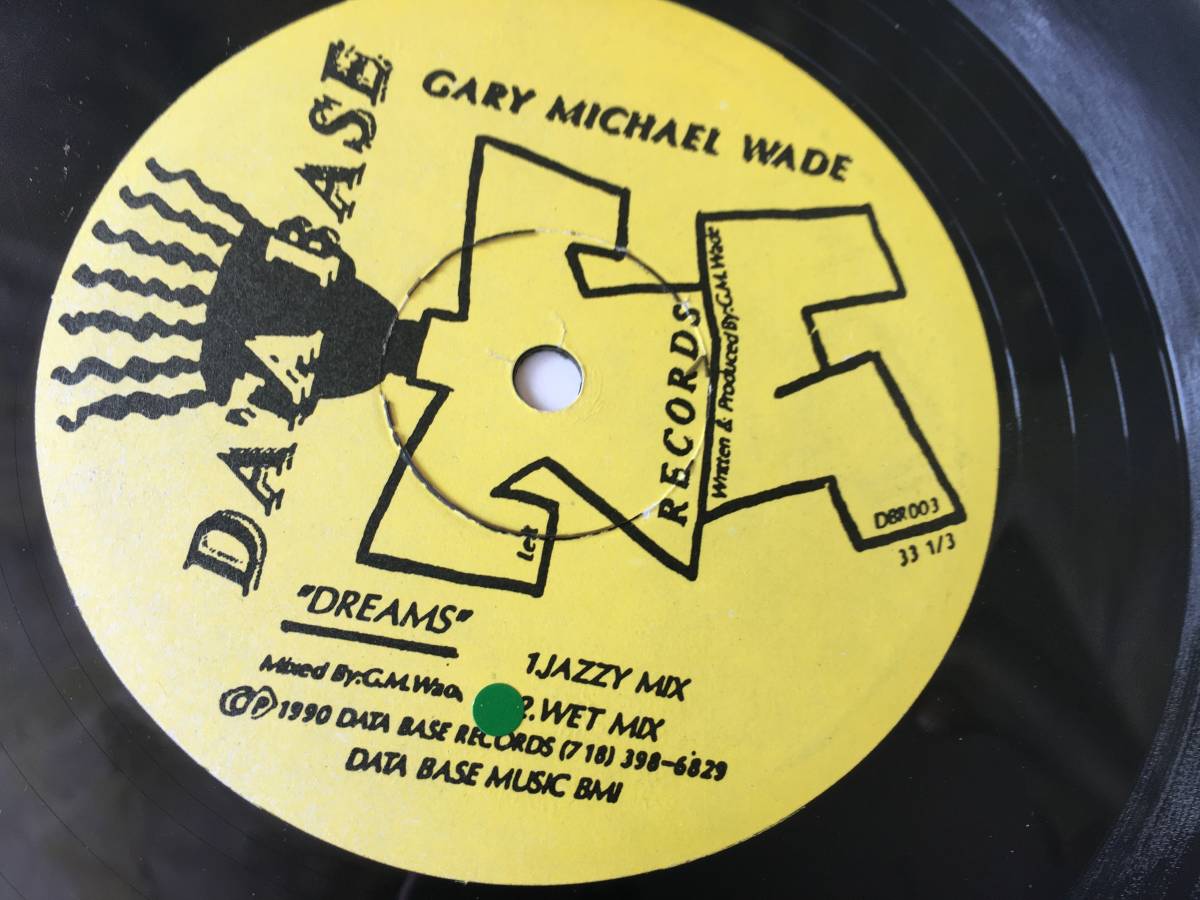 GARY MICHAEL WADE
DATA BASE
RECORDS
Written & Produced By:G.M.Wade
DBR003
33 1/3
"DREAMS"
1.JAZZY MIX
Mixed By:G.M.
2.WET MIX
©℗1990 DATA BASE RECORDS (718) 398-6829
DATA BASE MUSIC BMI